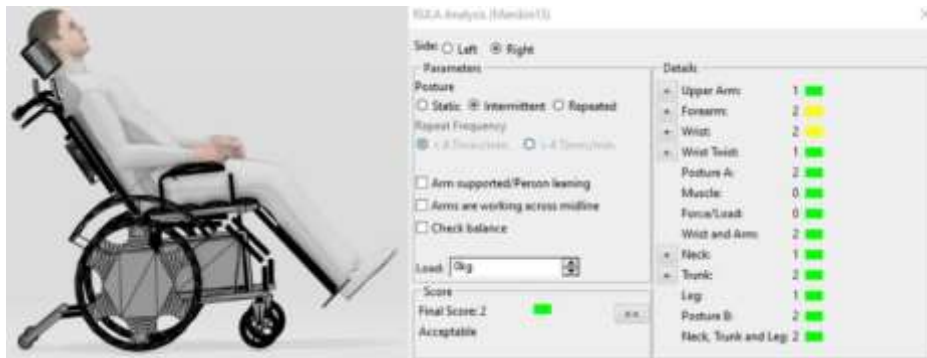 RULA Analysis (Manikin15)
Side: Left Right
Parameters
Posture
Static Intermittent Repeated
Repeat Frequency
Arm supported/Person leaning
Arms are working across midline
Check balance
Load: 0kg
Score
Final Score: 2
Acceptable
Details
+ Upper Arm: 1
+ Forearm: 2
+ Wrist: 2
+ Wrist Twist: 1
Posture A: 2
Muscle: 0
Force/Load: 0
Wrist and Arm: 2
+ Neck: 1
+ Trunk: 2
Leg: 1
Posture B: 2
Neck, Trunk and Leg: 2